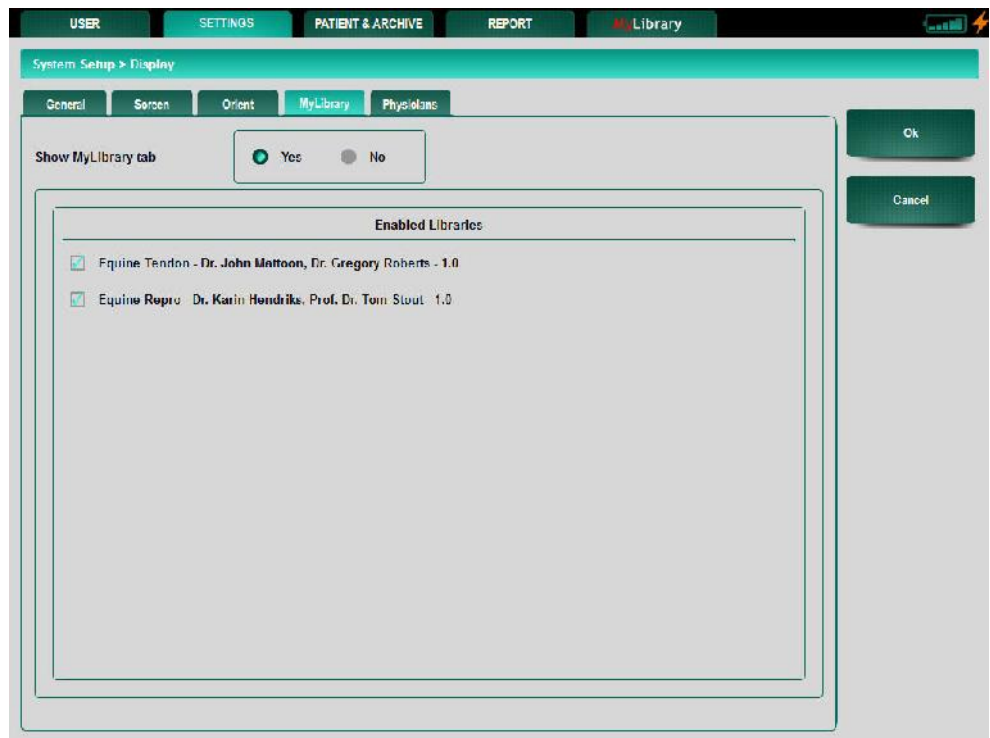 USER SETTINGS PATIENT & ARCHIVE REPORT MyLibrary
System Setup > Display
General Screen Orient MyLibrary Physicians
Ok
Show MyLibrary tab Yes No
Cancel
Enabled Libraries
Equine Tendon - Dr. John Mattoon, Dr. Gregory Roberts - 1.0
Equine Repro - Dr. Karin Hendriks, Prof. Dr. Tom Stout - 1.0